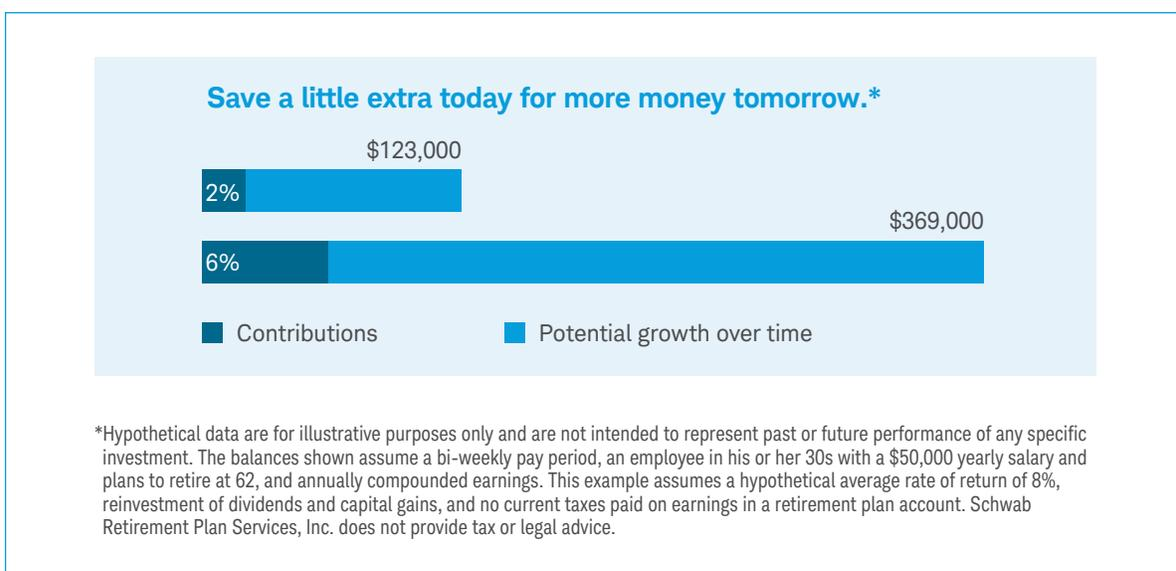 Save a little extra today for more money tomorrow.*
$123,000
2%
$369,000
6%
Contributions
Potential growth over time
*Hypothetical data are for illustrative purposes only and are not intended to represent past or future performance of any specific
investment. The balances shown assume a bi-weekly pay period, an employee in his or her 30s with a $50,000 yearly salary and
plans to retire at 62, and annually compounded earnings. This example assumes a hypothetical average rate of return of 8%,
reinvestment of dividends and capital gains, and no current taxes paid on earnings in a retirement plan account. Schwab
Retirement Plan Services, Inc. does not provide tax or legal advice.